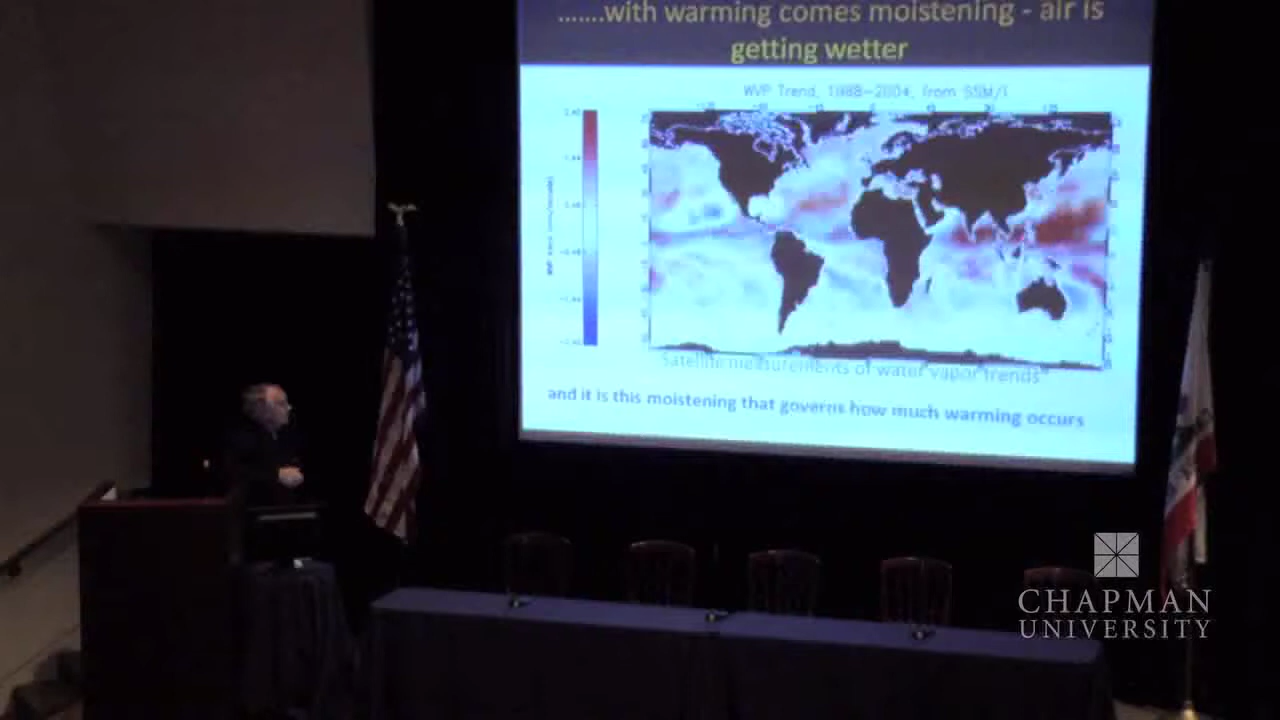 .......with warming comes moistening - air is
getting wetter
WVP Trend, 1988-2004, from SSM/I
Satellite measurements of water vapor trends
and it is this moistening that governs how much warming occurs
CHAPMAN
UNIVERSITY